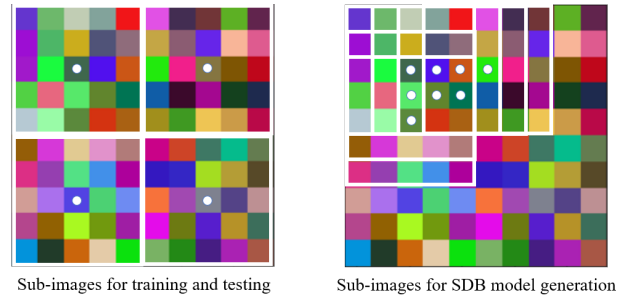 Sub-images for training and testing
Sub-images for SDB model generation